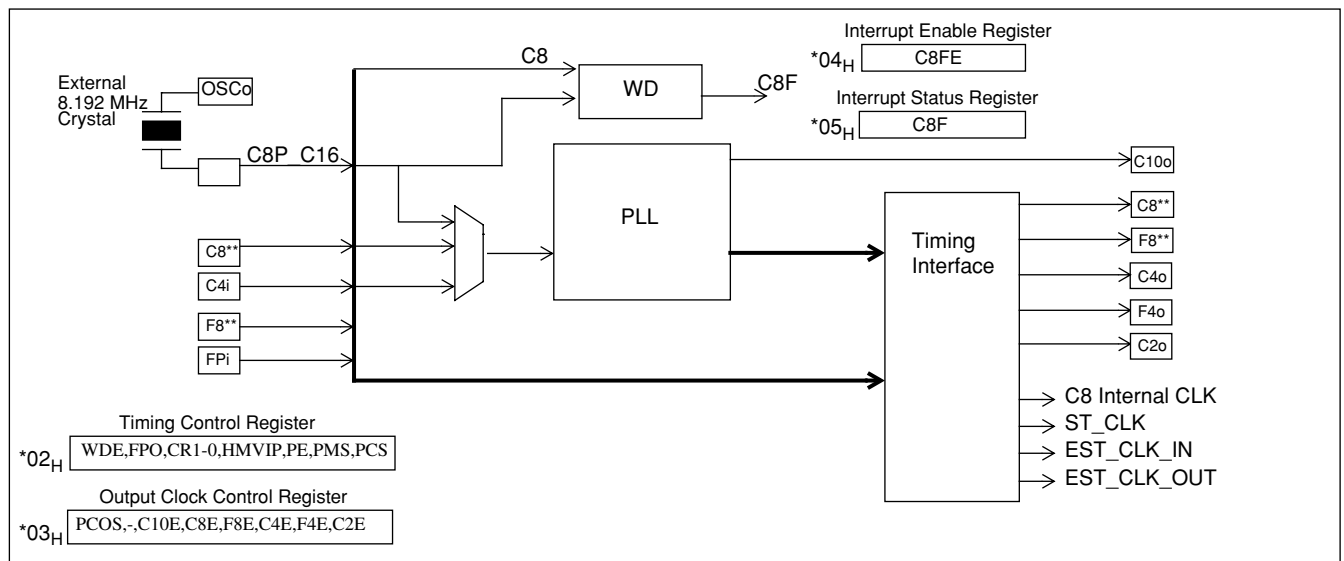 Interrupt Enable Register
*04H C8FE
Interrupt Status Register
*05H C8F
External
8.192 MHz
Crystal
OSCo
C8P_C16
C8
WD
C8F
C8**
C4i
F8**
FPi
PLL
Timing
Interface
C10o
C8**
F8**
C4o
F4o
C2o
C8 Internal CLK
ST_CLK
EST_CLK_IN
EST_CLK_OUT
Timing Control Register
*02H WDE,FPO,CR1-0,HMVIP,PE,PMS,PCS
Output Clock Control Register
*03H PCOS,-,C10E,C8E,F8E,C4E,F4E,C2E